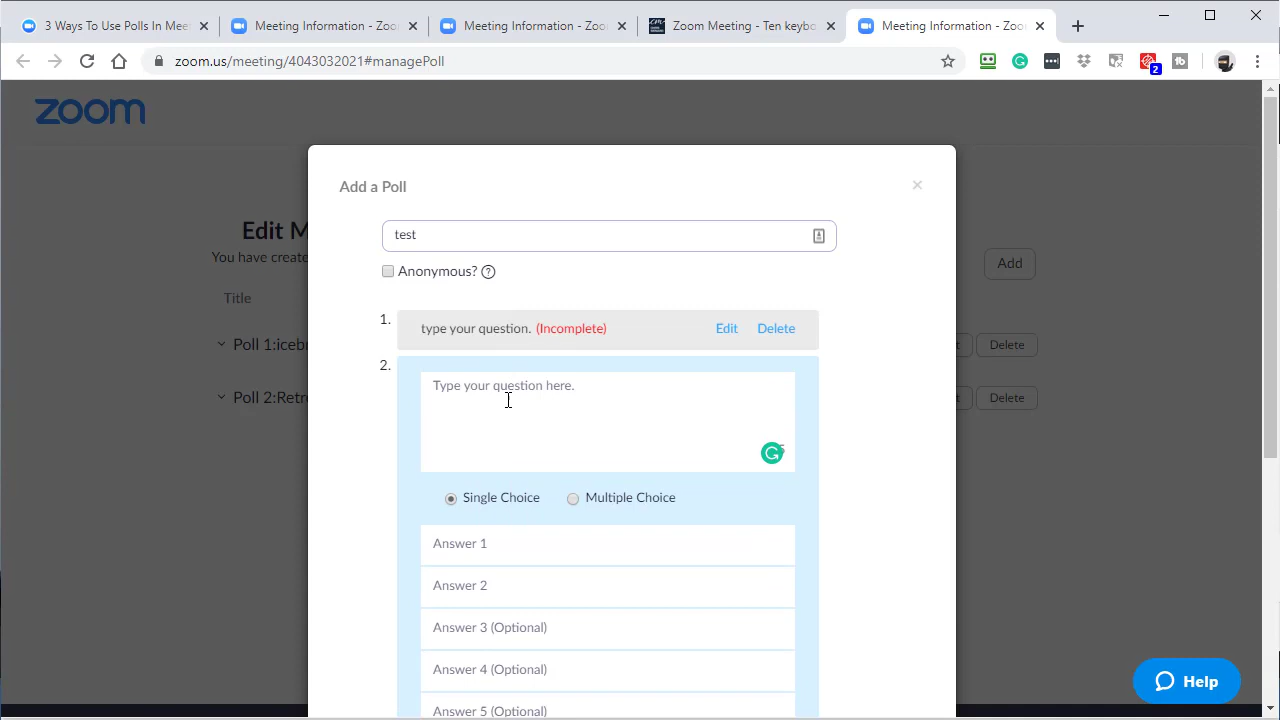 3 Ways To Use Polls In Mee
Meeting Information - Zoo
Meeting Information - Zoo
Zoom Meeting - Ten keybo
Meeting Information - Zoo
zoom.us/meeting/404303202#managePoll
2
zoom
Add a Poll
test
Edit M
You have create
Add
Anonymous?
Title
1.
type your question. (Incomplete)
Edit
Delete
Poll 1:iceb
t
Delete
2.
Type your question here.
Poll 2:Retr
t
Delete
Single Choice
Multiple Choice
Answer 1
Answer 2
Answer 3 (Optional)
Answer 4 (Optional)
Answer 5 (Optional)
Help